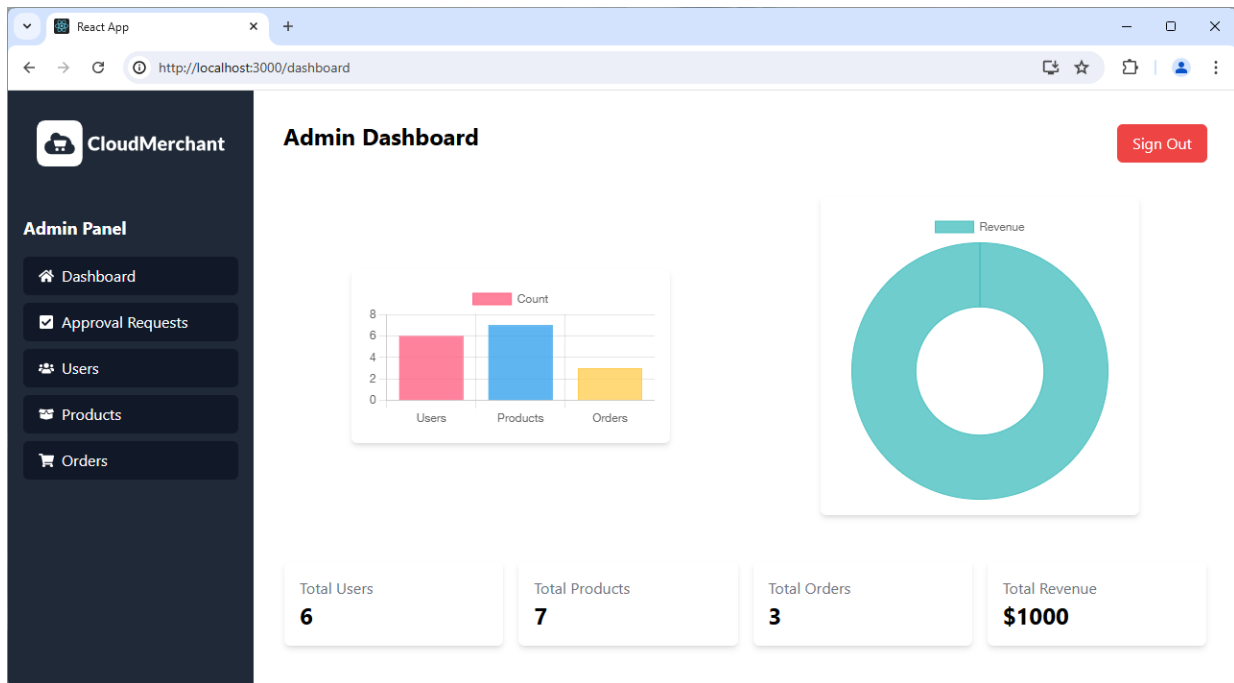 React App
http://localhost:3000/dashboard
CloudMerchant
Admin Panel
Dashboard
Approval Requests
Users
Products
Orders
Admin Dashboard
Sign Out
Count
8
6
4
2
0
Users Products Orders
Revenue
Total Users
6
Total Products
7
Total Orders
3
Total Revenue
$1000